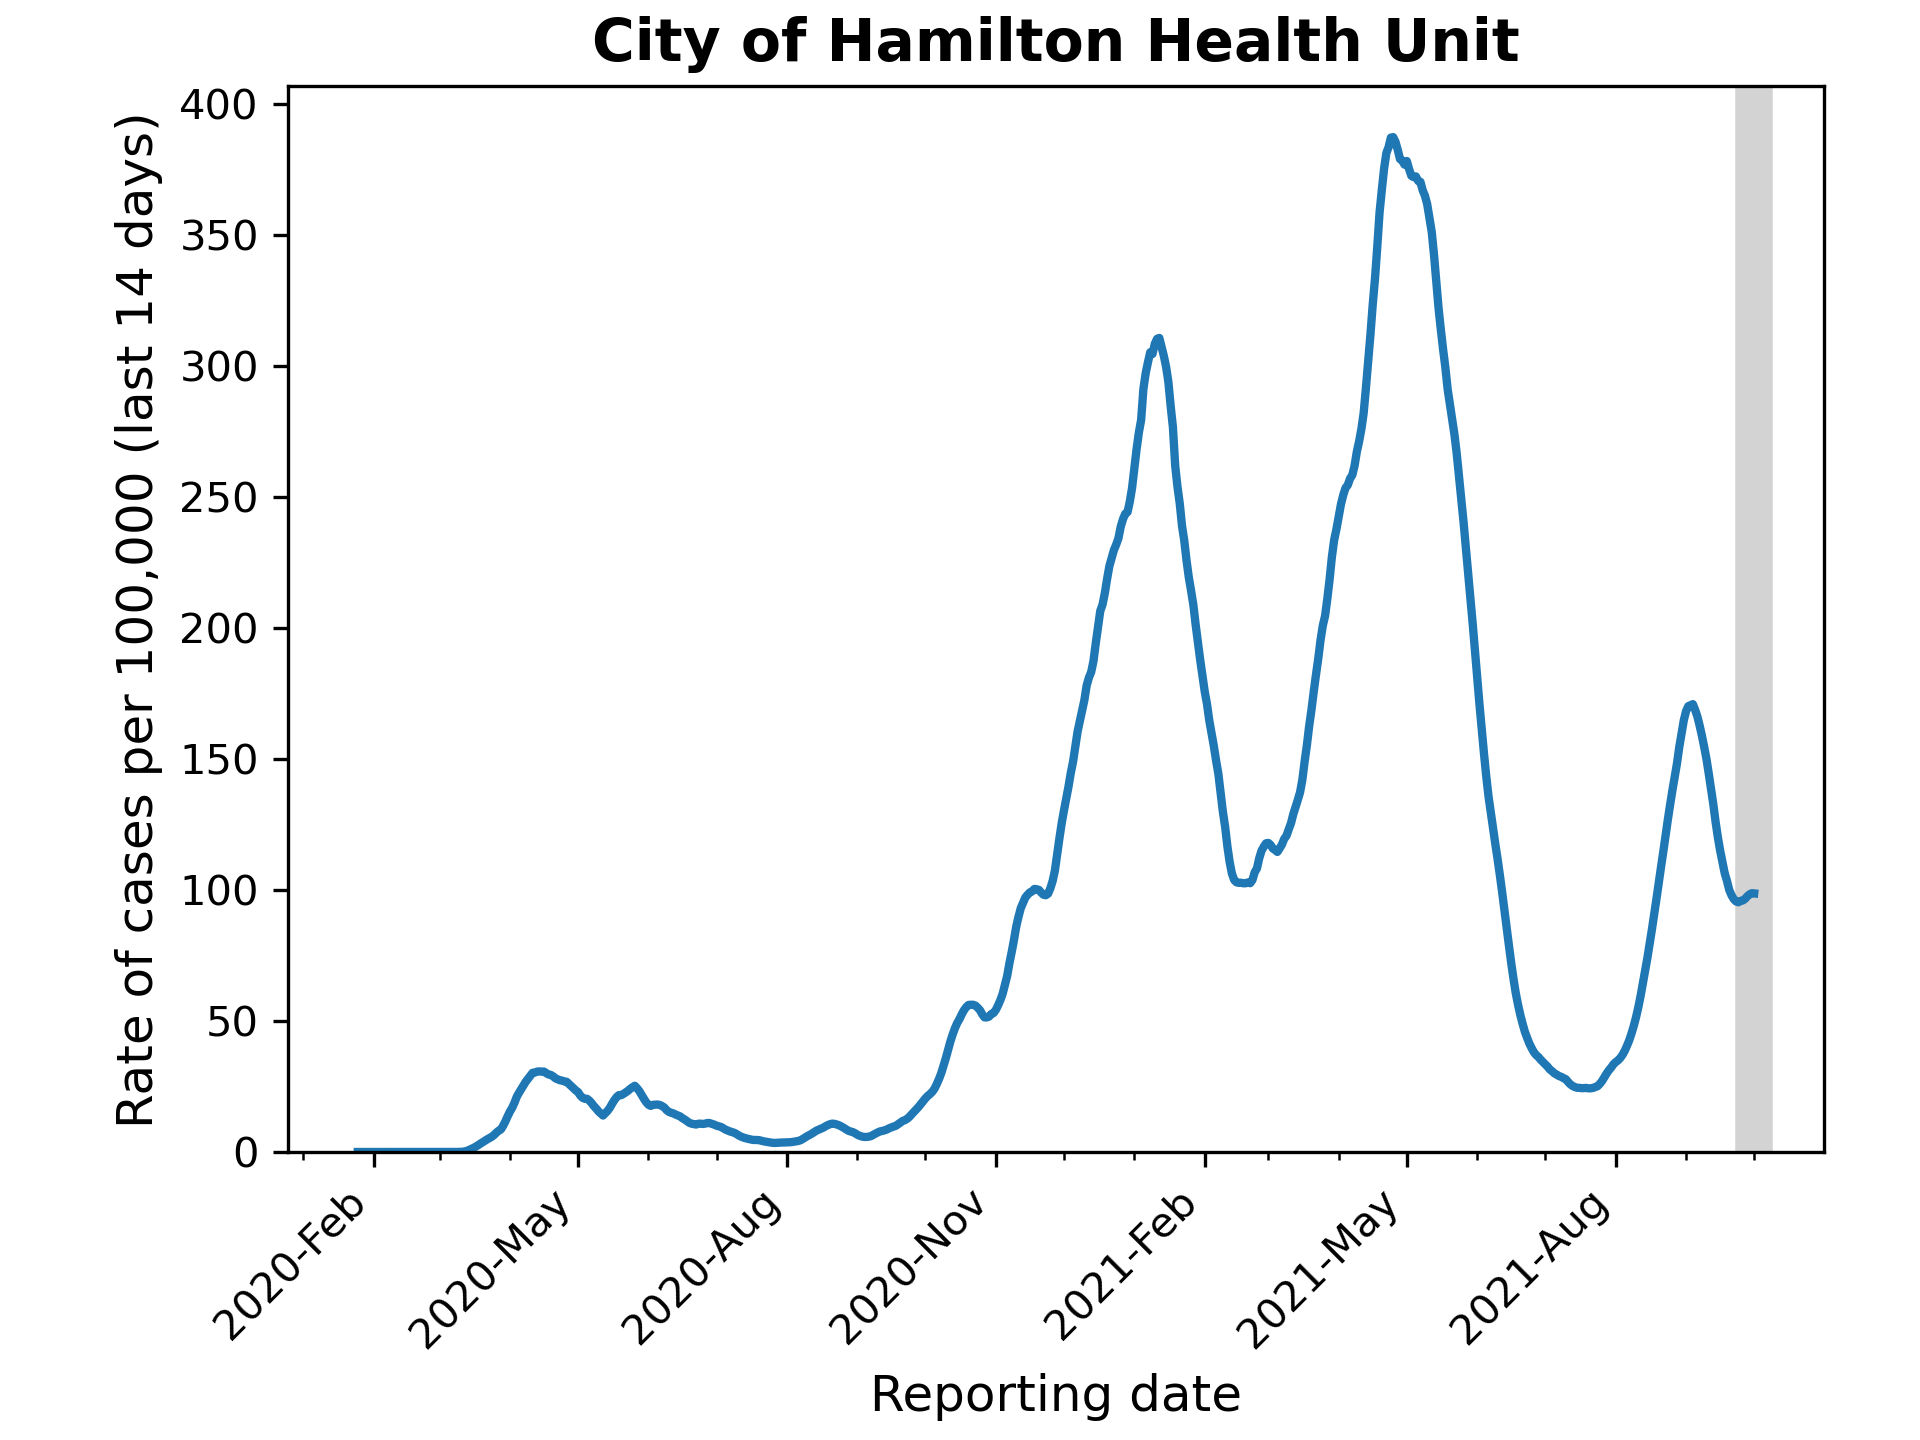 City of Hamilton Health Unit
Rate of cases per 100,000 (last 14 days)
400
350
300
250
200
150
100
50
0
2020-Feb
2020-May
2020-Aug
2020-Nov
2021-Feb
2021-May
2021-Aug
Reporting date